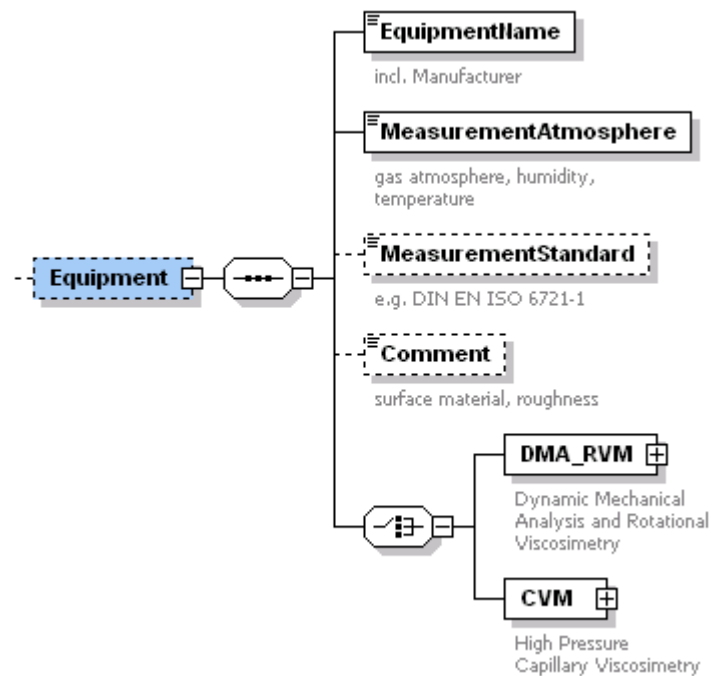 EquipmentName
incl. Manufacturer
MeasurementAtmosphere
gas atmosphere, humidity,
temperature
Equipment
MeasurementStandard
e.g. DIN EN ISO 6721-1
Comment
surface material, roughness
DMA_RVM
Dynamic Mechanical
Analysis and Rotational
Viscosimetry
CVM
High Pressure
Capillary Viscosimetry